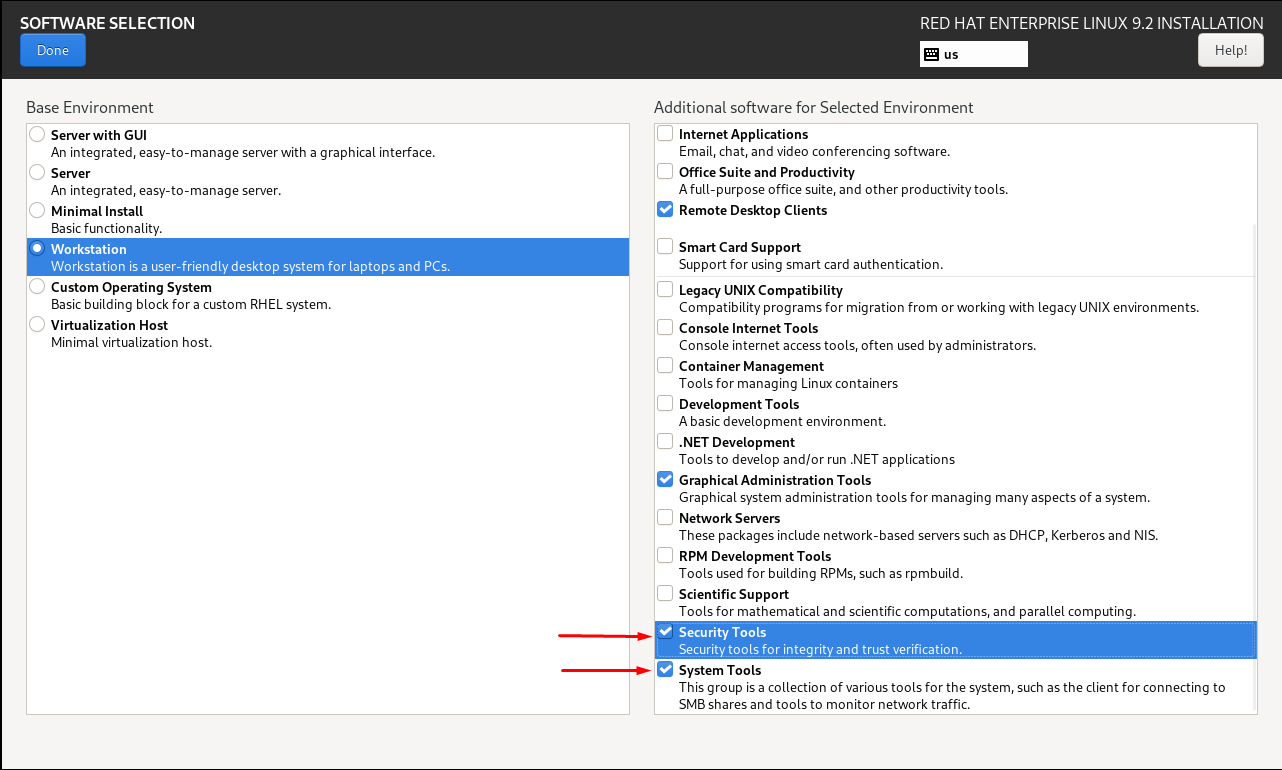 SOFTWARE SELECTION
Done
RED HAT ENTERPRISE LINUX 9.2 INSTALLATION
us
Help!
Base Environment
Server with GUI
An integrated, easy-to-manage server with a graphical interface.
Server
An integrated, easy-to-manage server.
Minimal Install
Basic functionality.
Workstation
Workstation is a user-friendly desktop system for laptops and PCs.
Custom Operating System
Basic building block for a custom RHEL system.
Virtualization Host
Minimal virtualization host.
Additional software for Selected Environment
Internet Applications
Email, chat, and video conferencing software.
Office Suite and Productivity
A full-purpose office suite, and other productivity tools.
Remote Desktop Clients
Smart Card Support
Support for using smart card authentication.
Legacy UNIX Compatibility
Compatibility programs for migration from or working with legacy UNIX environments.
Console Internet Tools
Console internet access tools, often used by administrators.
Container Management
Tools for managing Linux containers
Development Tools
A basic development environment.
.NET Development
Tools to develop and/or run .NET applications
Graphical Administration Tools
Graphical system administration tools for managing many aspects of a system.
Network Servers
These packages include network-based servers such as DHCP, Kerberos and NIS.
RPM Development Tools
Tools used for building RPMs, such as rpmbuild.
Scientific Support
Tools for mathematical and scientific computations, and parallel computing.
Security Tools
Security tools for integrity and trust verification.
System Tools
This group is a collection of various tools for the system, such as the client for connecting to
SMB shares and tools to monitor network traffic.